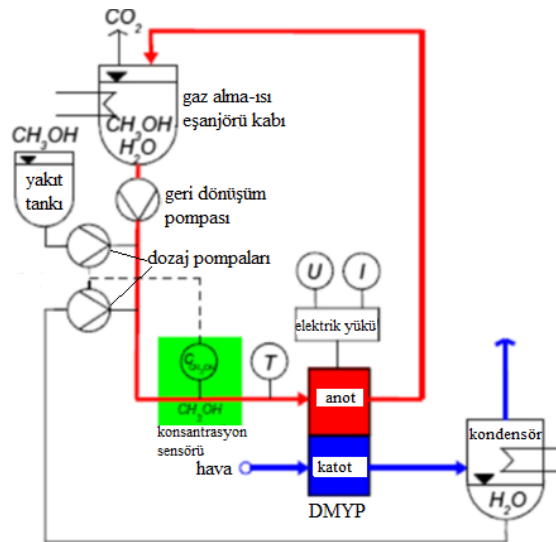 CO₂
gaz alma-ısı
eşanjörü kabı
CH₃OH
H₂O
CH₃OH
yakıt
tankı
geri dönüşüm
pompası
dozaj pompaları
U
I
elektrik yükü
C_CH₃OH
T
CH₃OH
konsantrasyon
sensörü
anot
hava
katot
DMYP
kondensör
H₂O